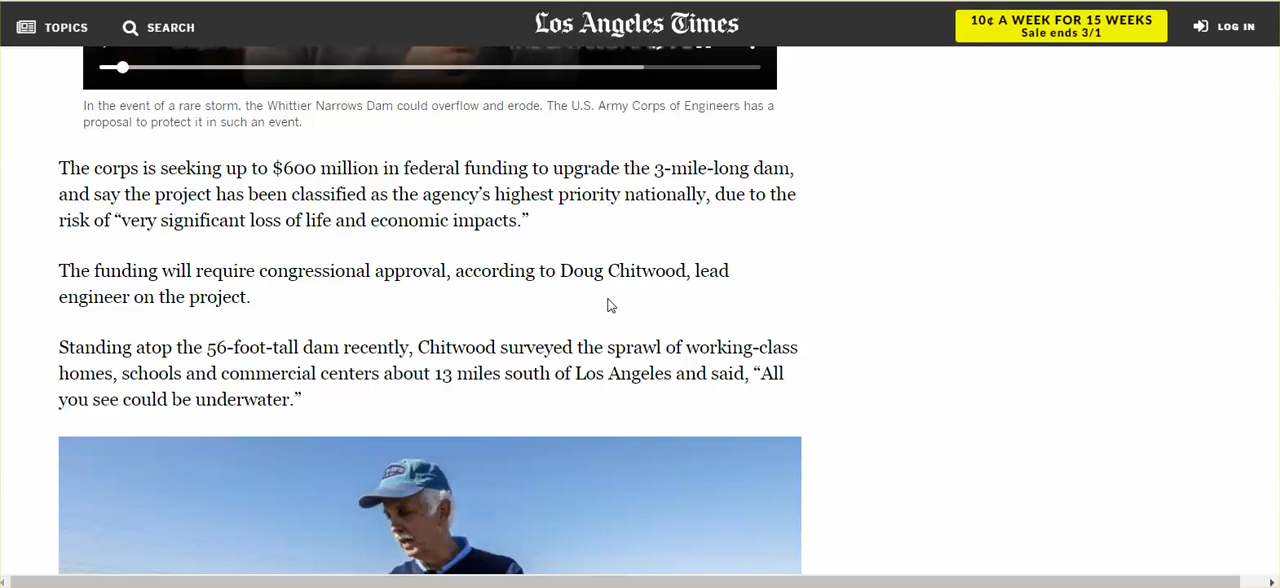 TOPICS
SEARCH
Los Angeles Times
10¢ A WEEK FOR 15 WEEKS
Sale ends 3/1
LOG IN
In the event of a rare storm, the Whittier Narrows Dam could overflow and erode. The U.S. Army Corps of Engineers has a
proposal to protect it in such an event.
The corps is seeking up to $600 million in federal funding to upgrade the 3-mile-long dam,
and say the project has been classified as the agency’s highest priority nationally, due to the
risk of “very significant loss of life and economic impacts.”
The funding will require congressional approval, according to Doug Chitwood, lead
engineer on the project.
Standing atop the 56-foot-tall dam recently, Chitwood surveyed the sprawl of working-class
homes, schools and commercial centers about 13 miles south of Los Angeles and said, “All
you see could be underwater.”